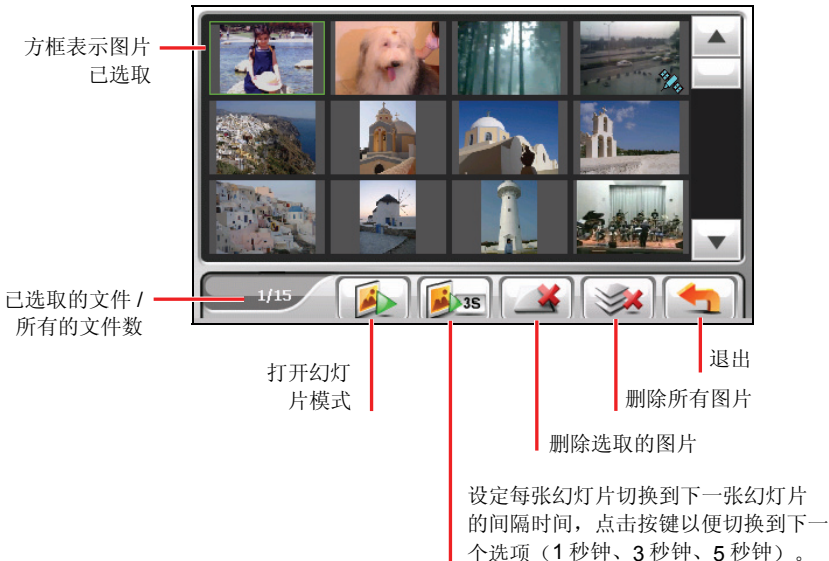 方框表示图片
已选取
已选取的文件 /
所有的文件数
1/15
3S
打开幻灯
片模式
退出
删除所有图片
删除选取的图片
设定每张幻灯片切换到下一张幻灯片
的间隔时间，点击按键以便切换到下一
个选项（1 秒钟、3 秒钟、5 秒钟）。